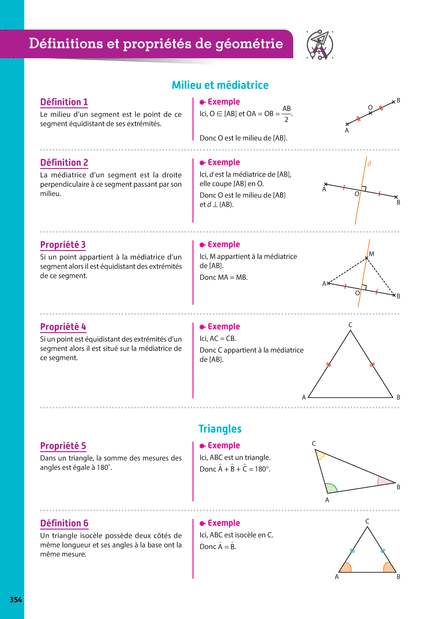 Définitions et propriétés de géométrie
Milieu et médiatrice
Définition 1
Le milieu d'un segment est le point de ce
segment équidistant de ses extrémités.
Exemple
Ici, O ∈ [AB] et OA = OB = AB/2.
Donc O est le milieu de [AB].
A
O
B
Définition 2
La médiatrice d'un segment est la droite
perpendiculaire à ce segment passant par son
milieu.
Exemple
Ici, d est la médiatrice de [AB],
elle coupe [AB] en O.
Donc O est le milieu de [AB]
et d ⊥ (AB).
d
A
O
B
Propriété 3
Si un point appartient à la médiatrice d'un
segment alors il est équidistant des extrémités
de ce segment.
Exemple
Ici, M appartient à la médiatrice
de [AB].
Donc MA = MB.
M
A
O
B
Propriété 4
Si un point est équidistant des extrémités d'un
segment alors il est situé sur la médiatrice de
ce segment.
Exemple
Ici, AC = CB.
Donc C appartient à la médiatrice
de [AB].
C
A
B
Triangles
Propriété 5
Dans un triangle, la somme des mesures des
angles est égale à 180°.
Exemple
Ici, ABC est un triangle.
Donc Â + B̂ + Ĉ = 180°.
C
B
A
Définition 6
Un triangle isocèle possède deux côtés de
même longueur et ses angles à la base ont la
même mesure.
Exemple
Ici, ABC est isocèle en C.
Donc Â = B̂.
C
A
B
354